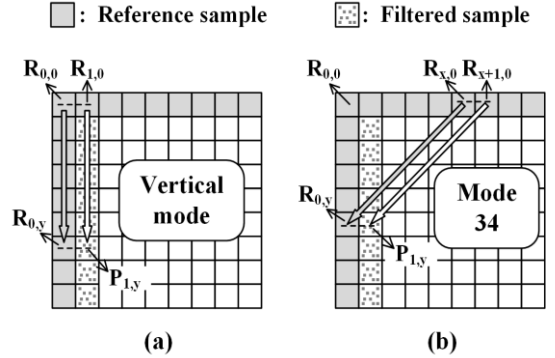 : Reference sample : Filtered sample
R0,0 R1,0
Vertical
mode
R0,y
P1,y
(a)
R0,0 Rx,0 Rx+1,0
Mode
34
R0,y
P1,y
(b)